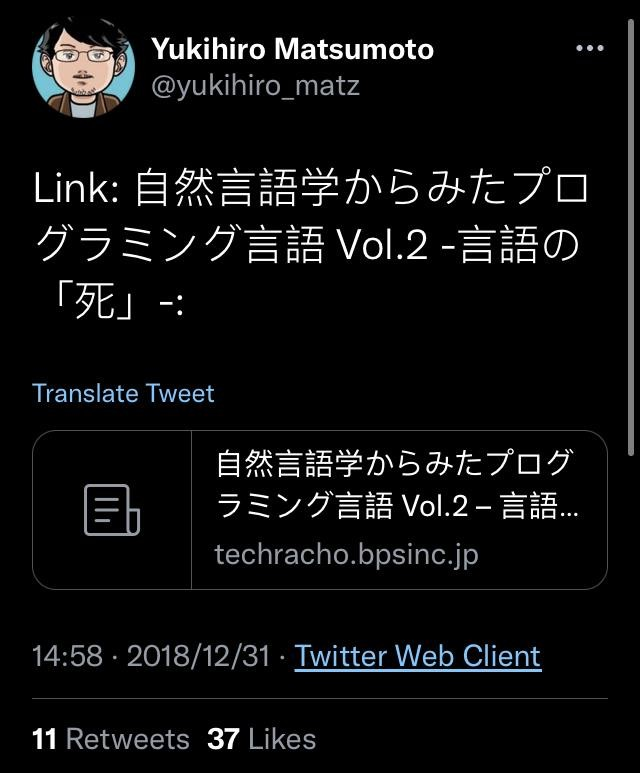 Yukihiro Matsumoto
@yukihiro_matz
Link: 自然言語学からみたプロ
グラミング言語 Vol.2 -言語の
「死」-:
Translate Tweet
自然言語学からみたプログ
ラミング言語 Vol.2 – 言語...
techracho.bpsinc.jp
14:58 · 2018/12/31 · Twitter Web Client
11 Retweets 37 Likes